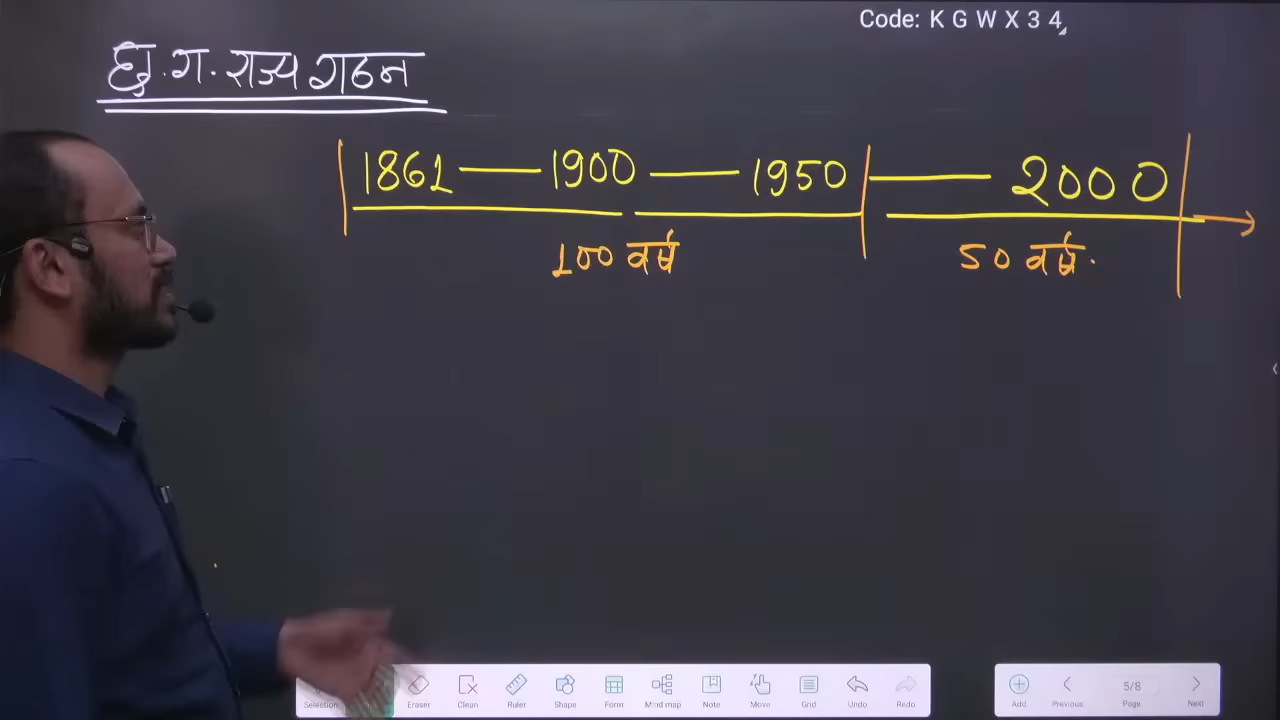 Code: K G W X 3 4
छ.ग. राज्य गठन
1861 — 1900 — 1950 — 2000
100 वर्ष 50 वर्ष.
Selection Eraser Clean Ruler Shape Form Mind map Note Move Grid Undo Redo
Add Previous 5/8 Page Next